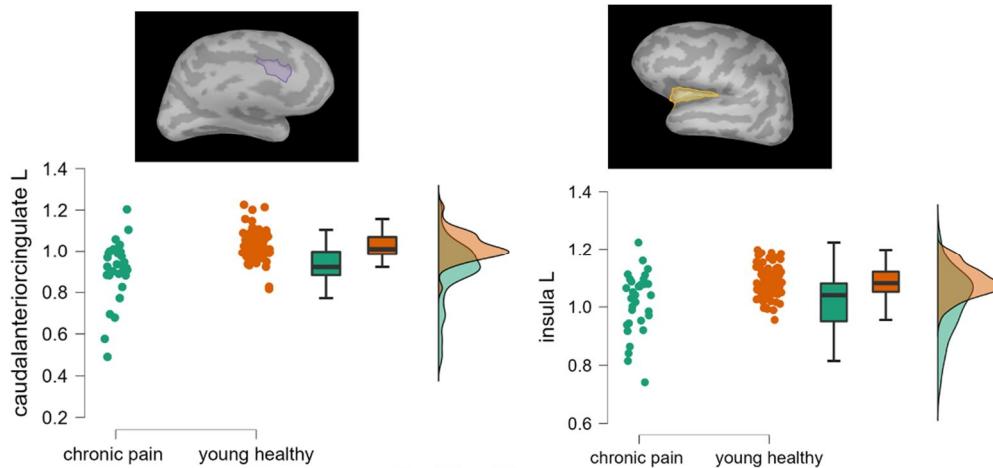 caudalanteriorcingulate L
1.4
1.2
1.0
0.8
0.6
0.4
0.2
chronic pain
young healthy
insula L
1.4
1.2
1.0
0.8
0.6
chronic pain
young healthy